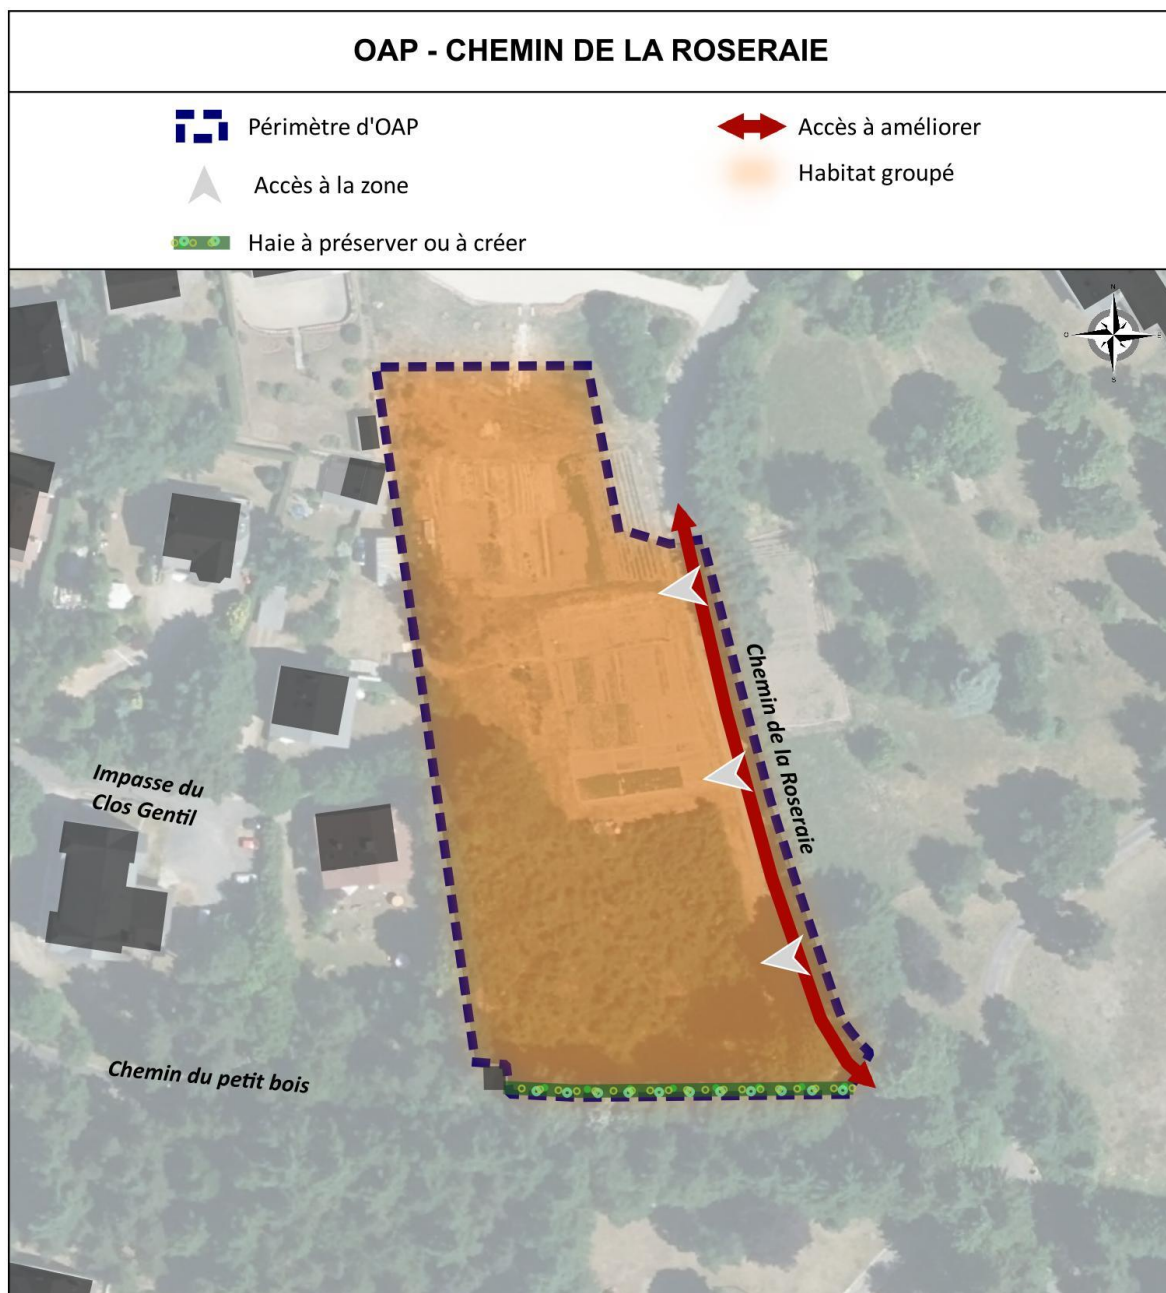 OAP - CHEMIN DE LA ROSERAIE
Périmètre d'OAP
Accès à améliorer
Accès à la zone
Habitat groupé
Haie à préserver ou à créer
N
O
E
S
Chemin de la Roseraie
Impasse du
Clos Gentil
Chemin du petit bois